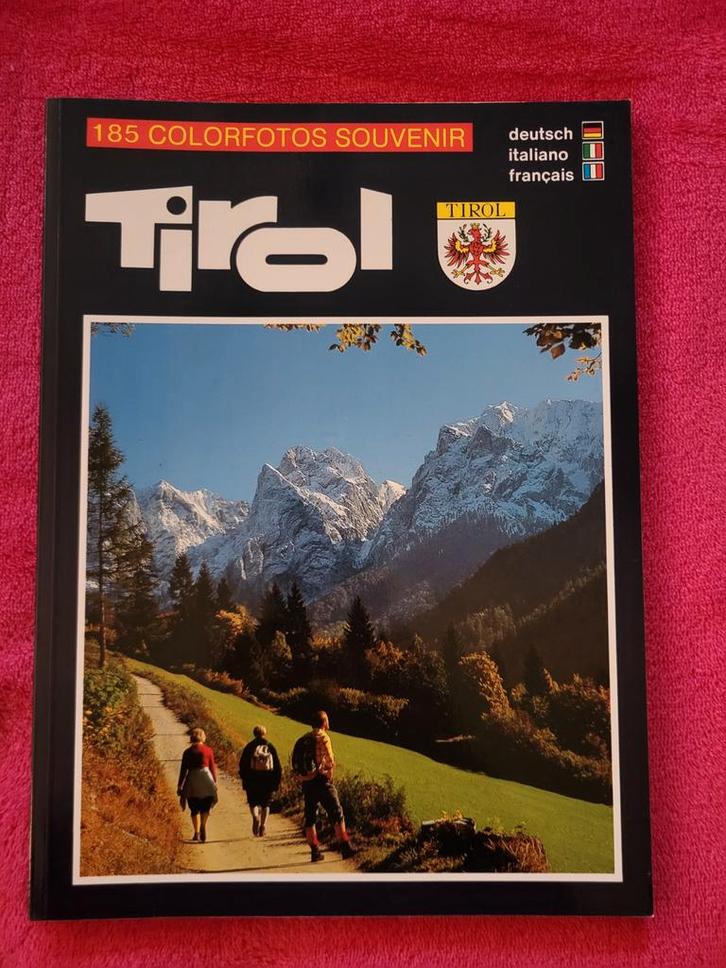 185 COLORFOTOS SOUVENIR
deutsch
italiano
français
Tirol
TIROL